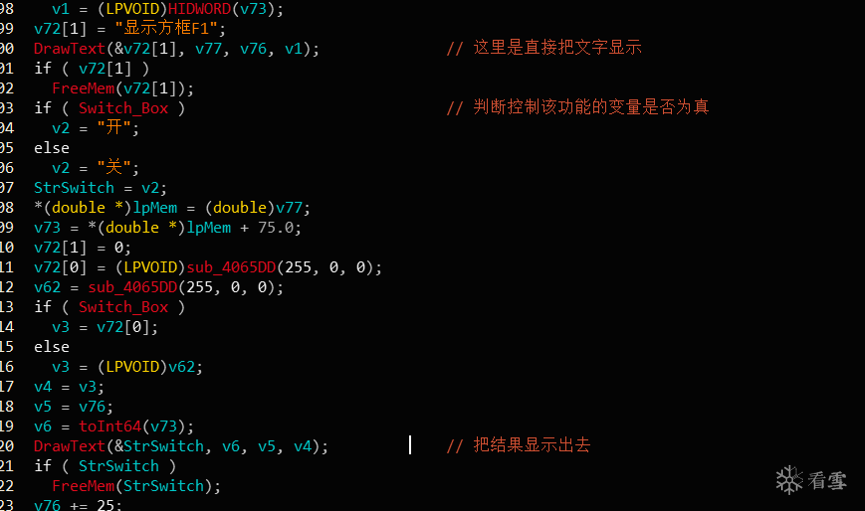 98 v1 = (LPVOID)HIDWORD(v73);
99 v72[1] = "显示方框F1";
00 DrawText(&v72[1], v77, v76, v1); // 这里是直接把文字显示
01 if ( v72[1] )
02 FreeMem(v72[1]);
03 if ( Switch_Box ) // 判断控制该功能的变量是否为真
04 v2 = "开";
05 else
06 v2 = "关";
07 StrSwitch = v2;
08 *(double *)lpMem = (double)v77;
09 v73 = *(double *)lpMem + 75.0;
10 v72[1] = 0;
11 v72[0] = (LPVOID)sub_4065DD(255, 0, 0);
12 v62 = sub_4065DD(255, 0, 0);
13 if ( Switch_Box )
14 v3 = v72[0];
15 else
16 v3 = (LPVOID)v62;
17 v4 = v3;
18 v5 = v76;
19 v6 = toInt64(v73);
20 DrawText(&StrSwitch, v6, v5, v4); // 把结果显示出去
21 if ( StrSwitch )
22 FreeMem(StrSwitch);
23 v76 += 25;
看雪